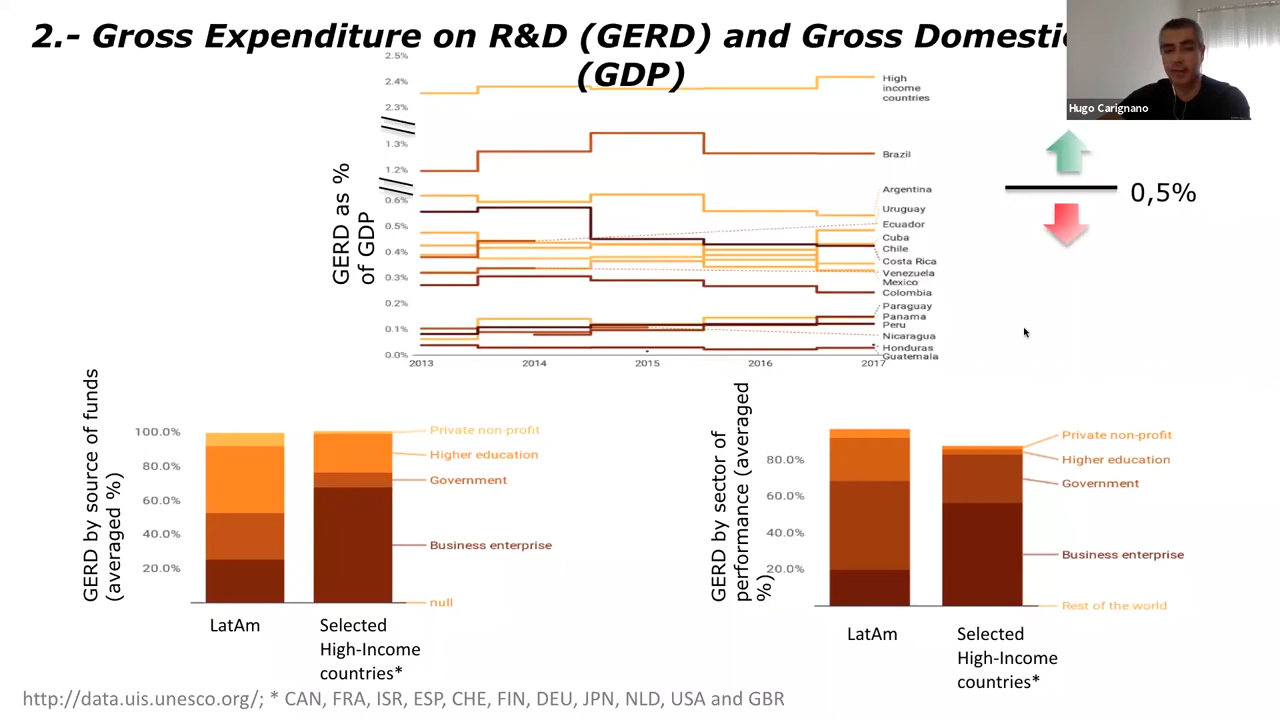 2.- Gross Expenditure on R&D (GERD) and Gross Domesti
(GDP)
Hugo Carignano
GERD as %
of GDP
2.5%
2.4%
2.3%
1.3%
1.2%
0.6%
0.5%
0.4%
0.3%
0.2%
0.1%
0.0%
2013
2014
2015
2016
2017
High
income
countries
Brazil
Argentina
Uruguay
Ecuador
Cuba
Chile
Costa Rica
Venezuela
Mexico
Colombia
Paraguay
Panama
Peru
Nicaragua
Honduras
Guatemala
0,5%
GERD by source of funds
(averaged %)
100.0%
80.0%
60.0%
40.0%
20.0%
Private non-profit
Higher education
Government
Business enterprise
null
LatAm
Selected
High-Income
countries*
GERD by sector of
performance (averaged
%)
80.0%
60.0%
40.0%
20.0%
Private non-profit
Higher education
Government
Business enterprise
Rest of the world
LatAm
Selected
High-Income
countries*
http://data.uis.unesco.org/; * CAN, FRA, ISR, ESP, CHE, FIN, DEU, JPN, NLD, USA and GBR